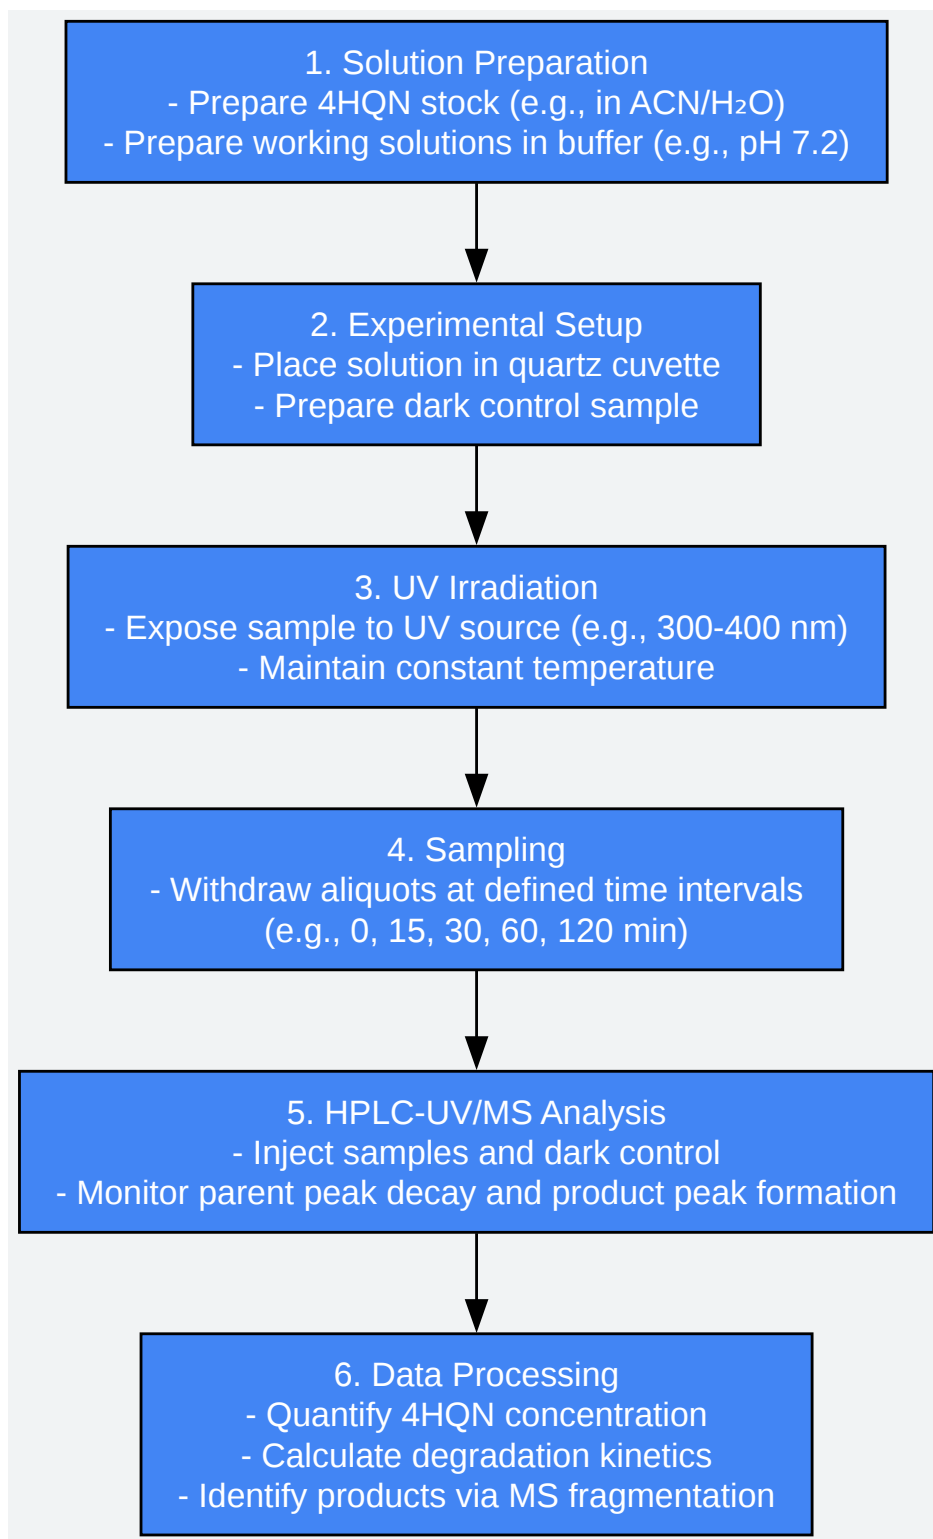 1. Solution Preparation
- Prepare 4HQN stock (e.g., in ACN/H₂O)
- Prepare working solutions in buffer (e.g., pH 7.2)
2. Experimental Setup
- Place solution in quartz cuvette
- Prepare dark control sample
3. UV Irradiation
- Expose sample to UV source (e.g., 300-400 nm)
- Maintain constant temperature
4. Sampling
- Withdraw aliquots at defined time intervals
(e.g., 0, 15, 30, 60, 120 min)
5. HPLC-UV/MS Analysis
- Inject samples and dark control
- Monitor parent peak decay and product peak formation
6. Data Processing
- Quantify 4HQN concentration
- Calculate degradation kinetics
- Identify products via MS fragmentation